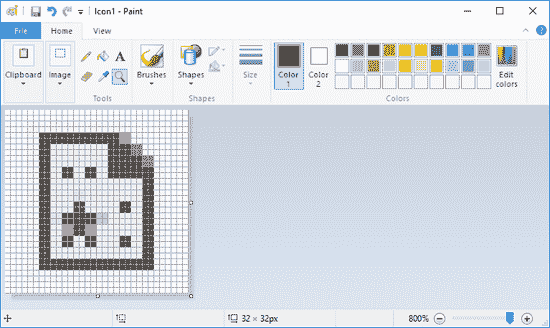 Icon1 - Paint
File
Home
View
Clipboard
Image
Tools
Brushes
Shapes
Shapes
Size
Color
1
Color
2
Colors
Edit
colors
32 × 32px
800%